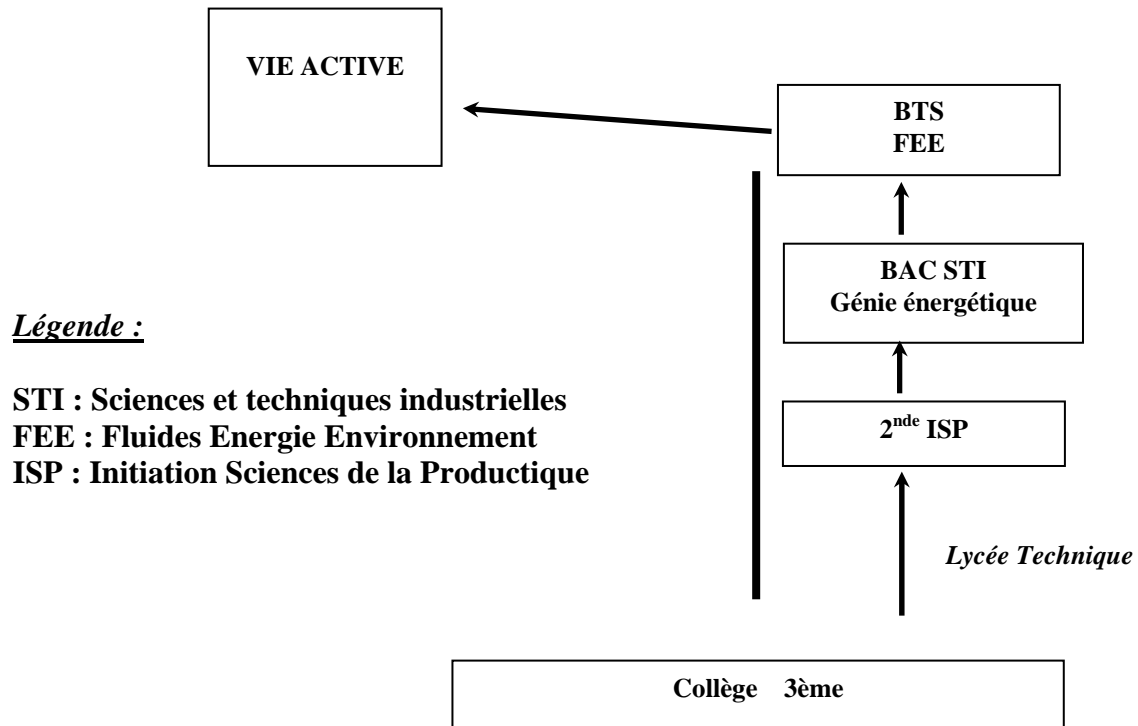 VIE ACTIVE
BTS
FEE
BAC STI
Génie énergétique
Légende :
STI : Sciences et techniques industrielles
FEE : Fluides Energie Environnement
ISP : Initiation Sciences de la Productique
2nde ISP
Lycée Technique
Collège 3ème